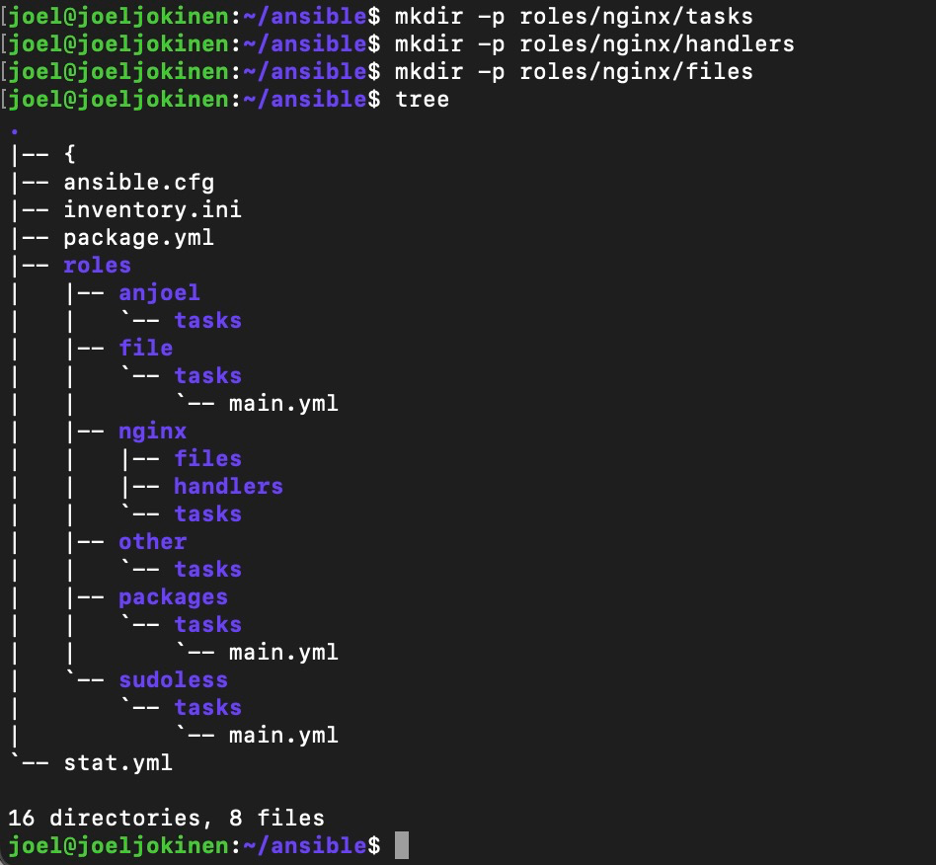 [joel@joeljokinen:~/ansible$ mkdir -p roles/nginx/tasks
[joel@joeljokinen:~/ansible$ mkdir -p roles/nginx/handlers
[joel@joeljokinen:~/ansible$ mkdir -p roles/nginx/files
[joel@joeljokinen:~/ansible$ tree
.
|-- {
|-- ansible.cfg
|-- inventory.ini
|-- package.yml
|-- roles
|   |-- anjoel
|   |   `-- tasks
|   |-- file
|   |   `-- tasks
|   |       `-- main.yml
|   |-- nginx
|   |   |-- files
|   |   |-- handlers
|   |   `-- tasks
|   |-- other
|   |   `-- tasks
|   |-- packages
|   |   `-- tasks
|   |       `-- main.yml
|   `-- sudoless
|       `-- tasks
|           `-- main.yml
`-- stat.yml

16 directories, 8 files
joel@joeljokinen:~/ansible$